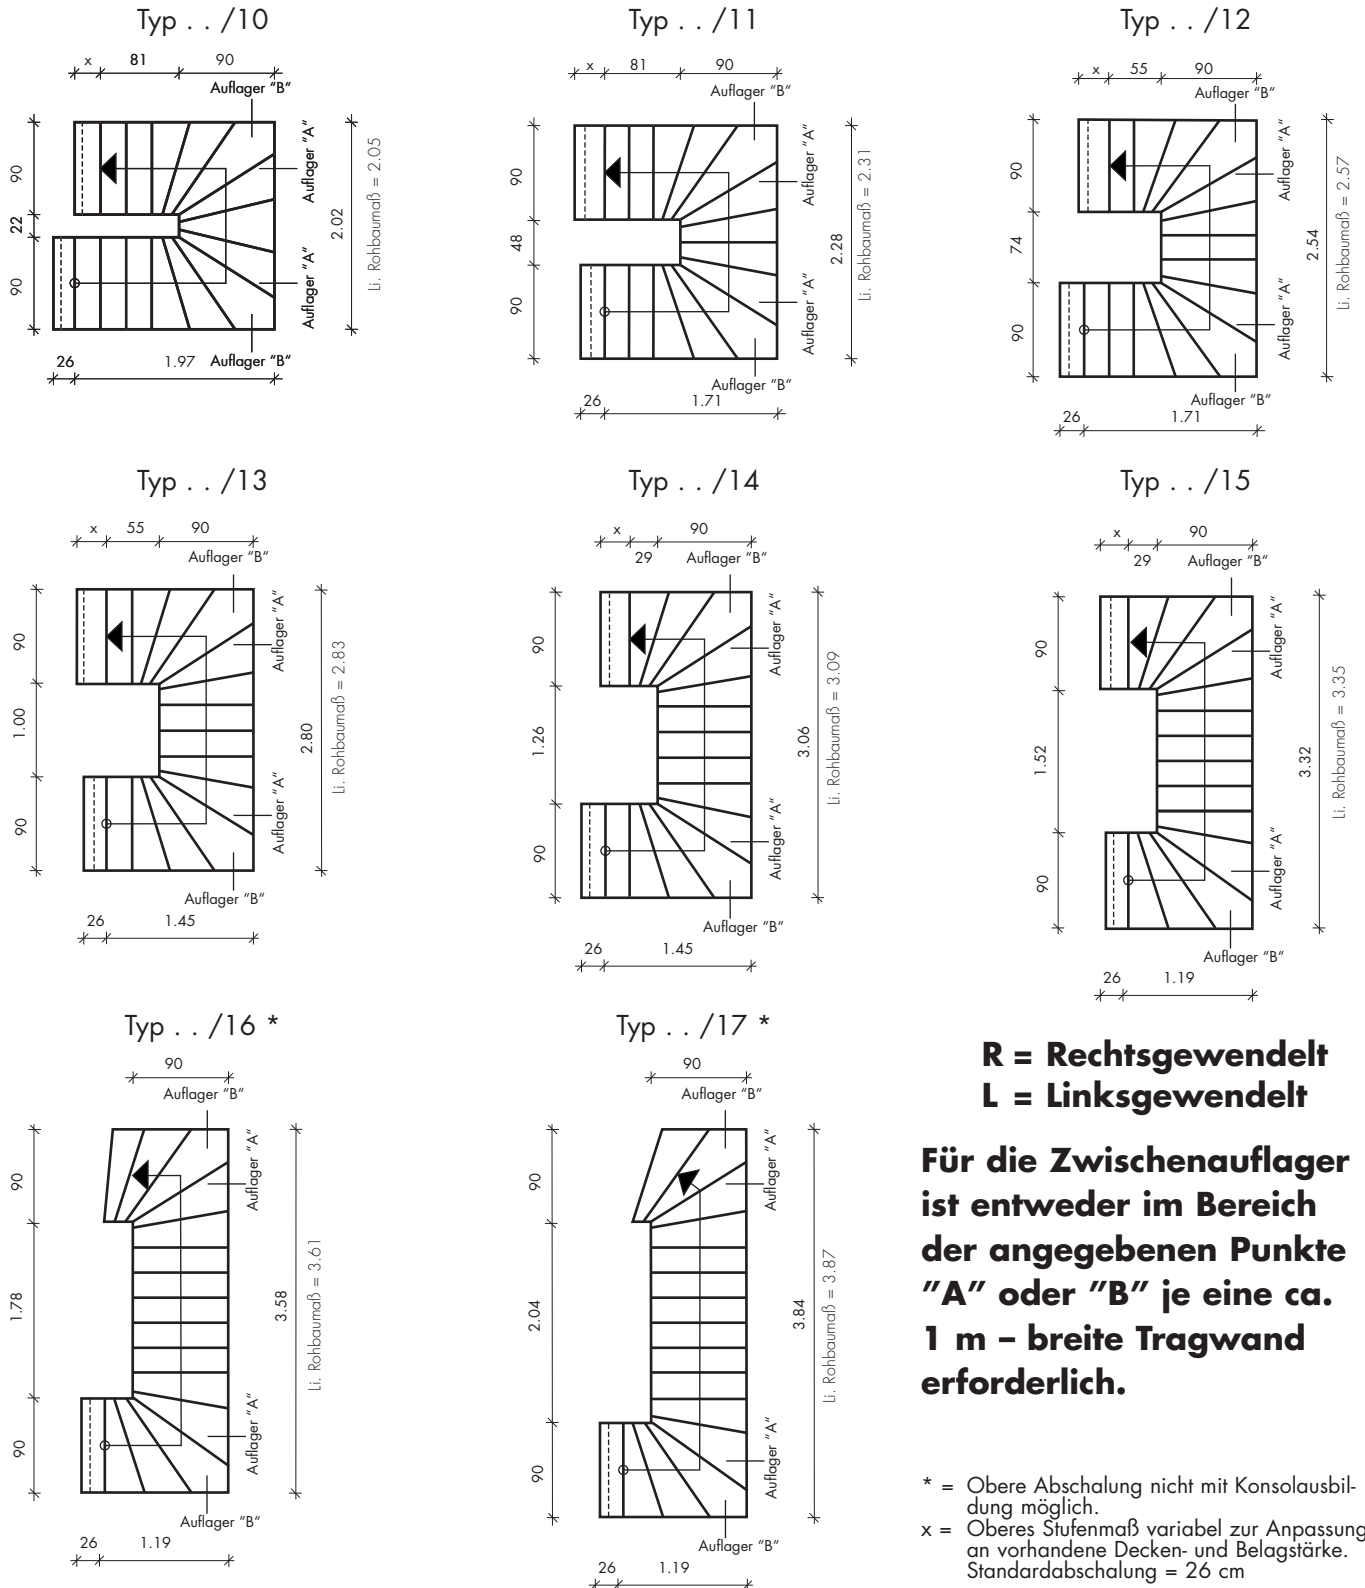 Typ . . /10
x 81 90
Auflager "B"
Auflager "A"
90 22 90
2.02
Li. Rohbaumaß = 2.05
Auflager "A"
26 1.97 Auflager "B"
Typ . . /11
x 81 90
Auflager "B"
Auflager "A"
90 48 90
2.28
Li. Rohbaumaß = 2.31
Auflager "A"
Auflager "B"
26 1.71
Typ . . /12
x 55 90
Auflager "B"
Auflager "A"
90 74 90
2.54
Li. Rohbaumaß = 2.57
Auflager "A"
Auflager "B"
26 1.71
Typ . . /13
x 55 90
Auflager "B"
Auflager "A"
90 1.00 90
2.80
Li. Rohbaumaß = 2.83
Auflager "A"
Auflager "B"
26 1.45
Typ . . /14
x 29 90
Auflager "B"
Auflager "A"
90 1.26 90
3.06
Li. Rohbaumaß = 3.09
Auflager "A"
Auflager "B"
26 1.45
Typ . . /15
x 29 90
Auflager "B"
Auflager "A"
90 1.52 90
3.32
Li. Rohbaumaß = 3.35
Auflager "A"
Auflager "B"
26 1.19
Typ . . /16 *
90
Auflager "B"
Auflager "A"
90 1.78 90
3.58
Li. Rohbaumaß = 3.61
Auflager "A"
Auflager "B"
26 1.19
Typ . . /17 *
90
Auflager "B"
Auflager "A"
90 2.04 90
3.84
Li. Rohbaumaß = 3.87
Auflager "A"
Auflager "B"
26 1.19
R = Rechtsgewendelt
L = Linksgewendelt
Für die Zwischenauflager
ist entweder im Bereich
der angegebenen Punkte
"A" oder "B" je eine ca.
1 m – breite Tragwand
erforderlich.
* = Obere Abschalung nicht mit Konsolausbil-
dung möglich.
x = Oberes Stufenmaß variabel zur Anpassung
an vorhandene Decken- und Belagstärke.
Standardabschalung = 26 cm